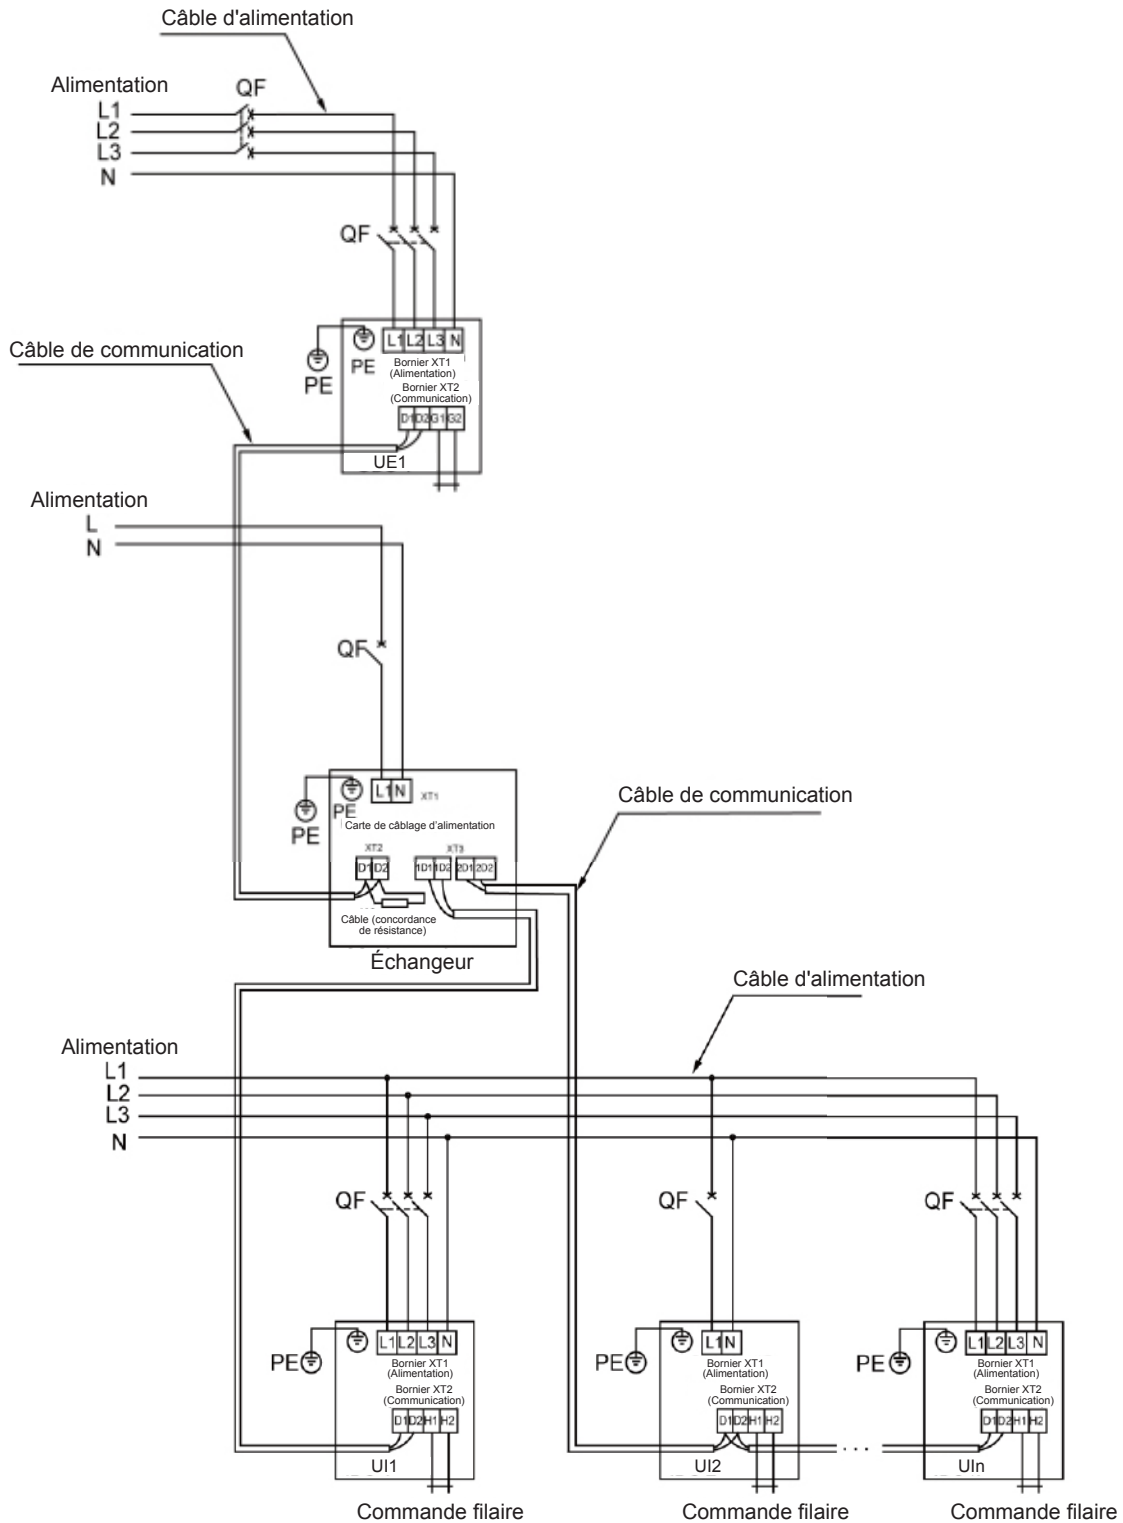 Câble d'alimentation
Alimentation
QF
L1
L2
L3
N
QF
L1 L2 L3 N
PE
PE
Bornier XT1
(Alimentation)
Bornier XT2
(Communication)
D1 D2 G1 G2
UE1
Câble de communication
Alimentation
L
N
QF
L1 N
XT1
PE
PE
Carte de câblage d'alimentation
XT2
XT3
D1 D2
1D1 1D2
2D1 2D2
Câble (concordance
de résistance)
Échangeur
Câble de communication
Câble d'alimentation
Alimentation
L1
L2
L3
N
QF
QF
QF
L1 L2 L3 N
PE
Bornier XT1
(Alimentation)
Bornier XT2
(Communication)
D1 D2 H1 H2
UI1
Commande filaire
L1 N
PE
Bornier XT1
(Alimentation)
Bornier XT2
(Communication)
D1 D2 H1 H2
UI2
Commande filaire
. . .
L1 L2 L3 N
PE
Bornier XT1
(Alimentation)
Bornier XT2
(Communication)
D1 D2 H1 H2
UIn
Commande filaire